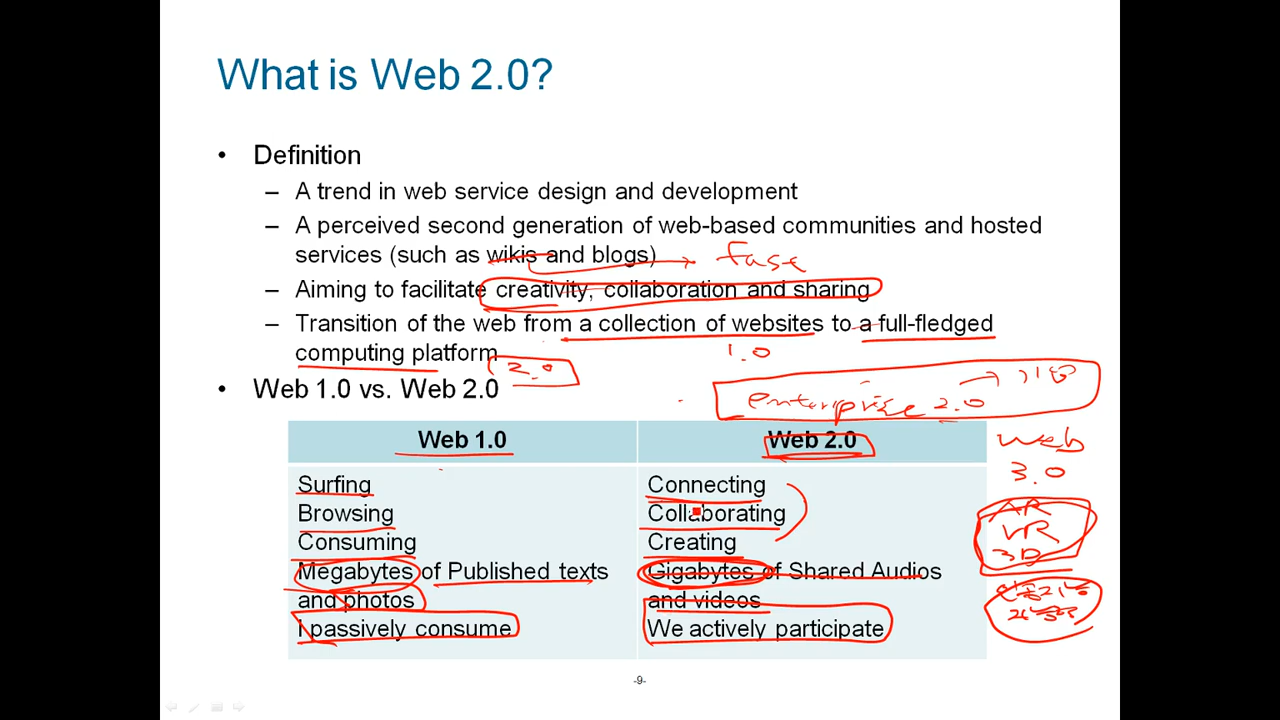 What is Web 2.0?
• Definition
– A trend in web service design and development
– A perceived second generation of web-based communities and hosted
services (such as wikis and blogs)
– Aiming to facilitate creativity, collaboration and sharing
– Transition of the web from a collection of websites to a full-fledged
1.0
computing platform
2.0
• Web 1.0 vs. Web 2.0
enterprise 2.0
Web 1.0 Web 2.0
Surfing
Browsing
Consuming
Megabytes of Published texts
and photos
I passively consume
Connecting
Collaborating
Creating
Gigabytes of Shared Audios
and videos
We actively participate
web
3.0
AR
VR
3D
-9-